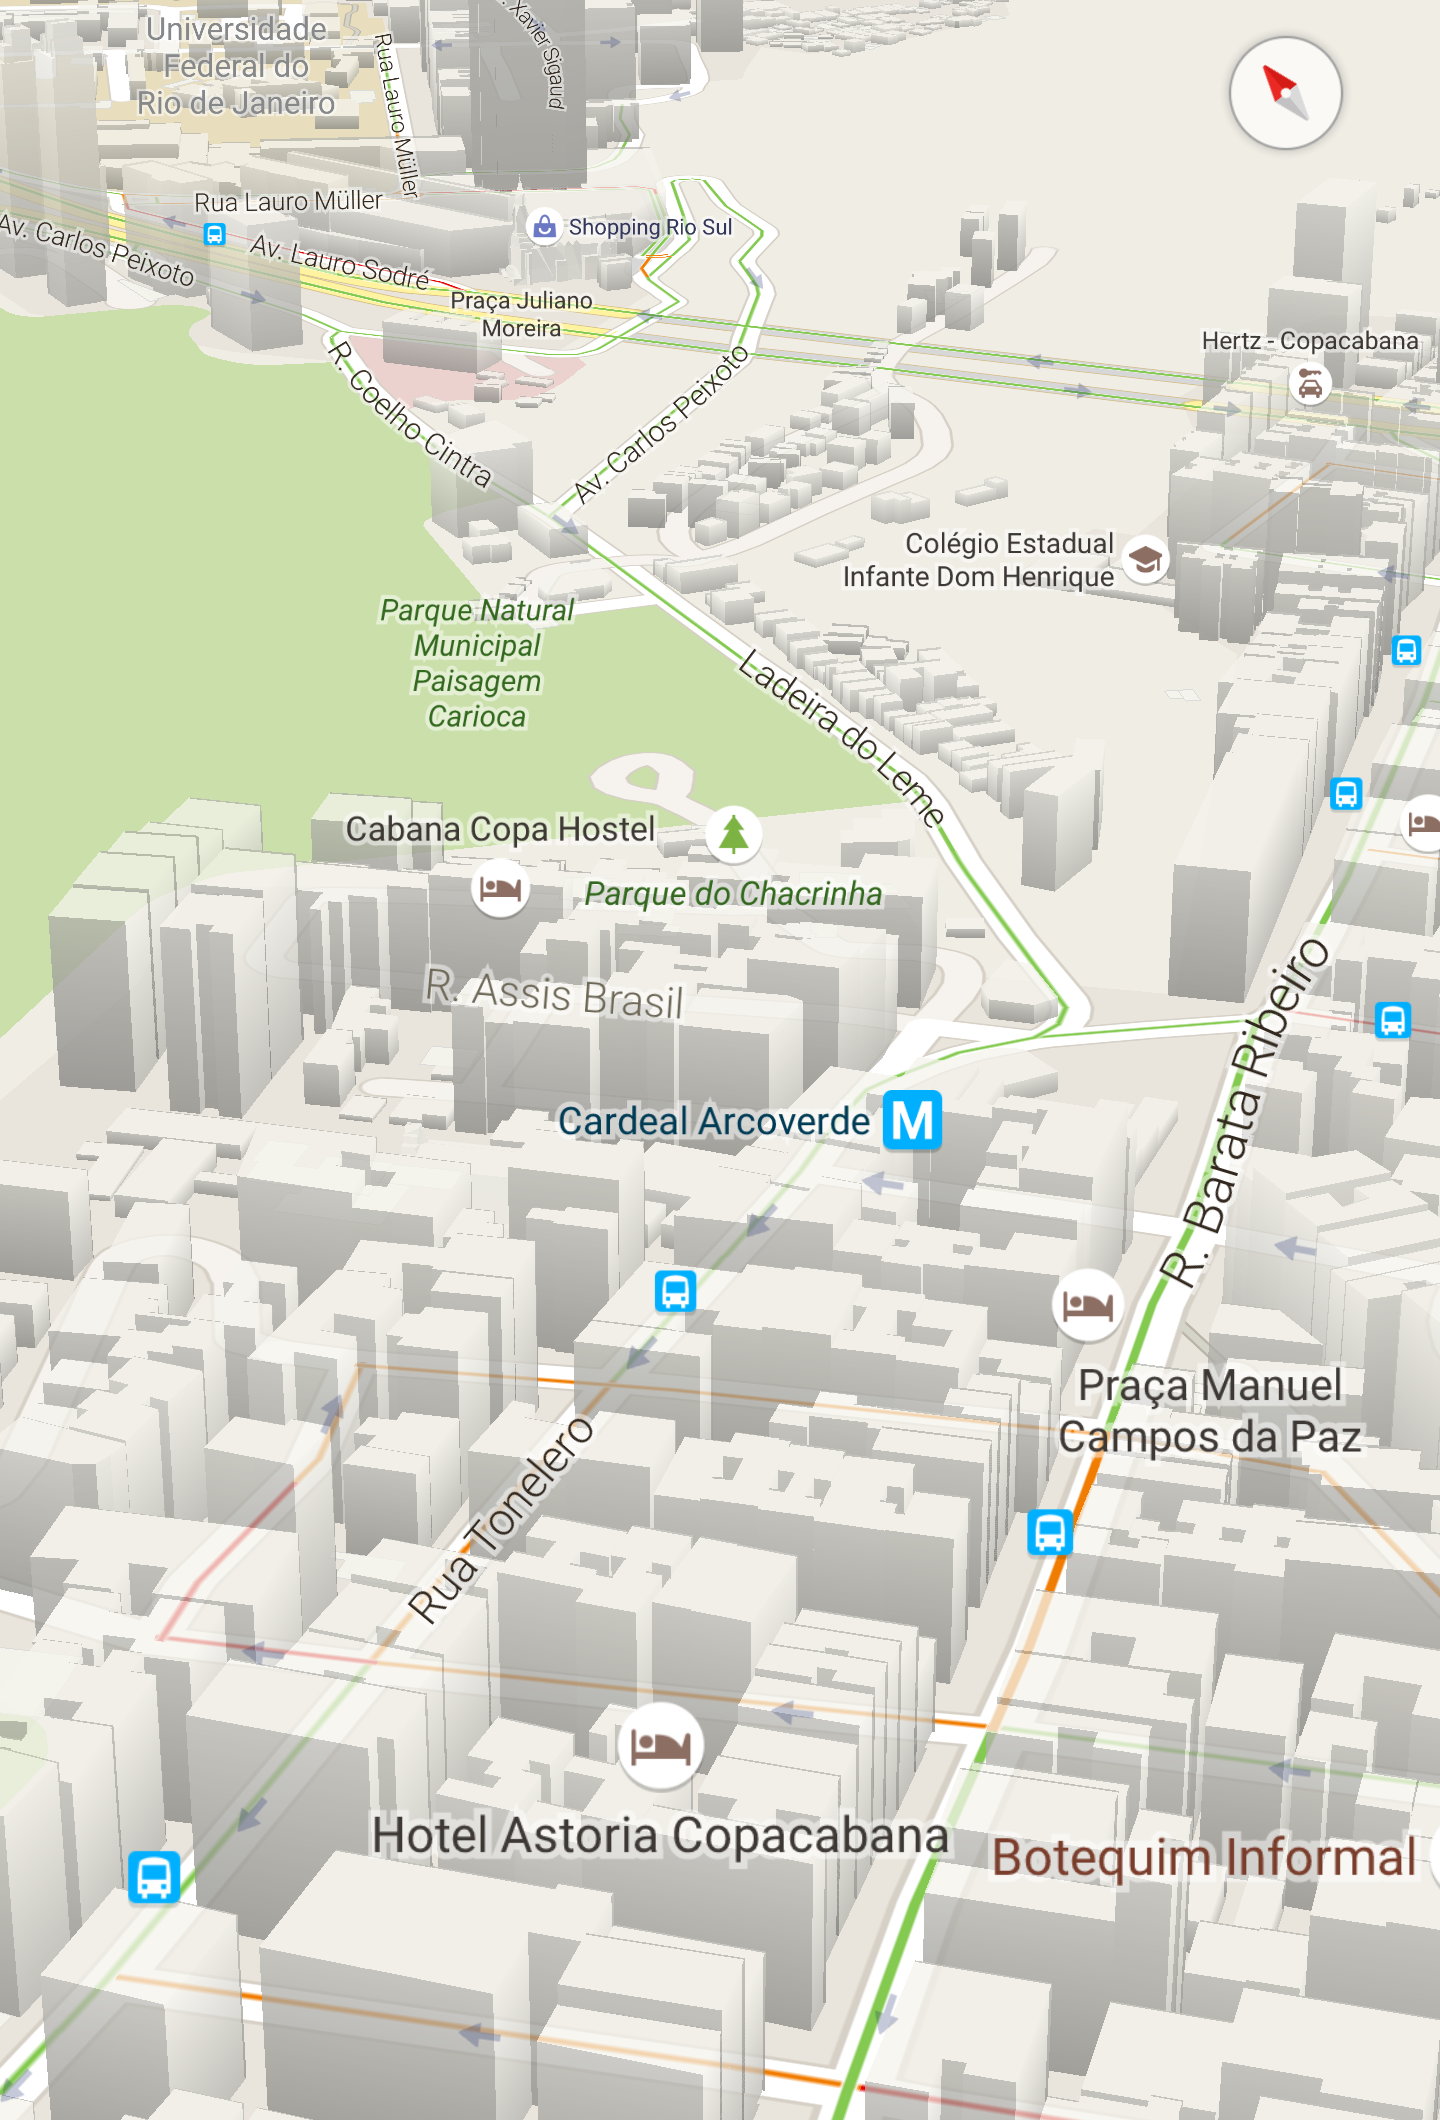 Universidade
Federal do
Rio de Janeiro
Rua Lauro Müller
Xavier Sigaud
Rua Lauro Müller
Av. Carlos Peixoto
Av. Lauro Sodré
Shopping Rio Sul
Praça Juliano
Moreira
Hertz - Copacabana
R. Coelho Cintra
Av. Carlos Peixoto
Colégio Estadual
Infante Dom Henrique
Parque Natural
Municipal
Paisagem
Carioca
Ladeira do Leme
Cabana Copa Hostel
Parque do Chacrinha
R. Assis Brasil
R. Barata Ribeiro
Cardeal Arcoverde
M
Praça Manuel
Campos da Paz
Rua Tonelero
Hotel Astoria Copacabana
Botequim Informal